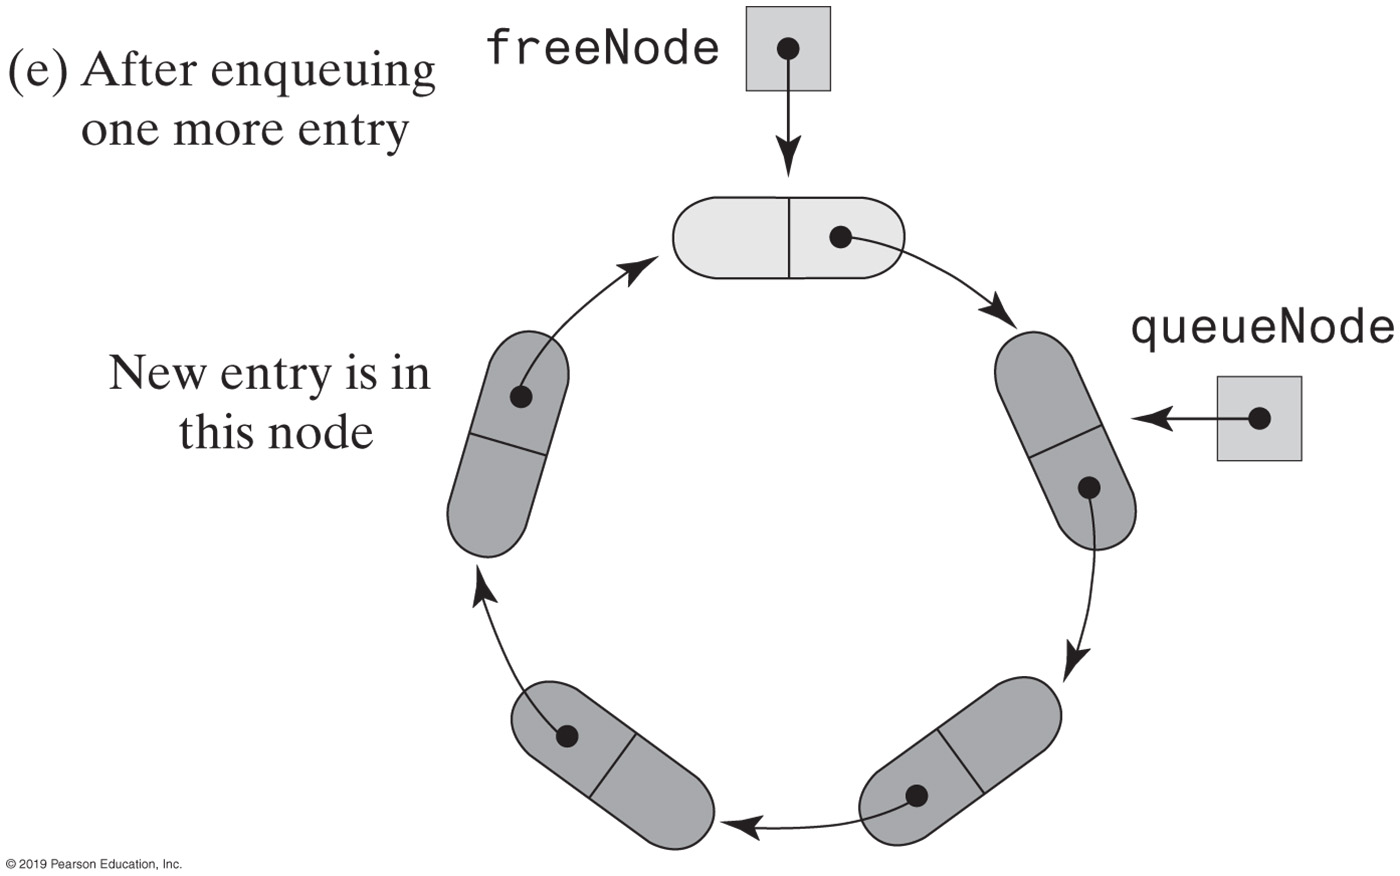 (e) After enqueuing
one more entry
freeNode
queueNode
New entry is in
this node
© 2019 Pearson Education, Inc.